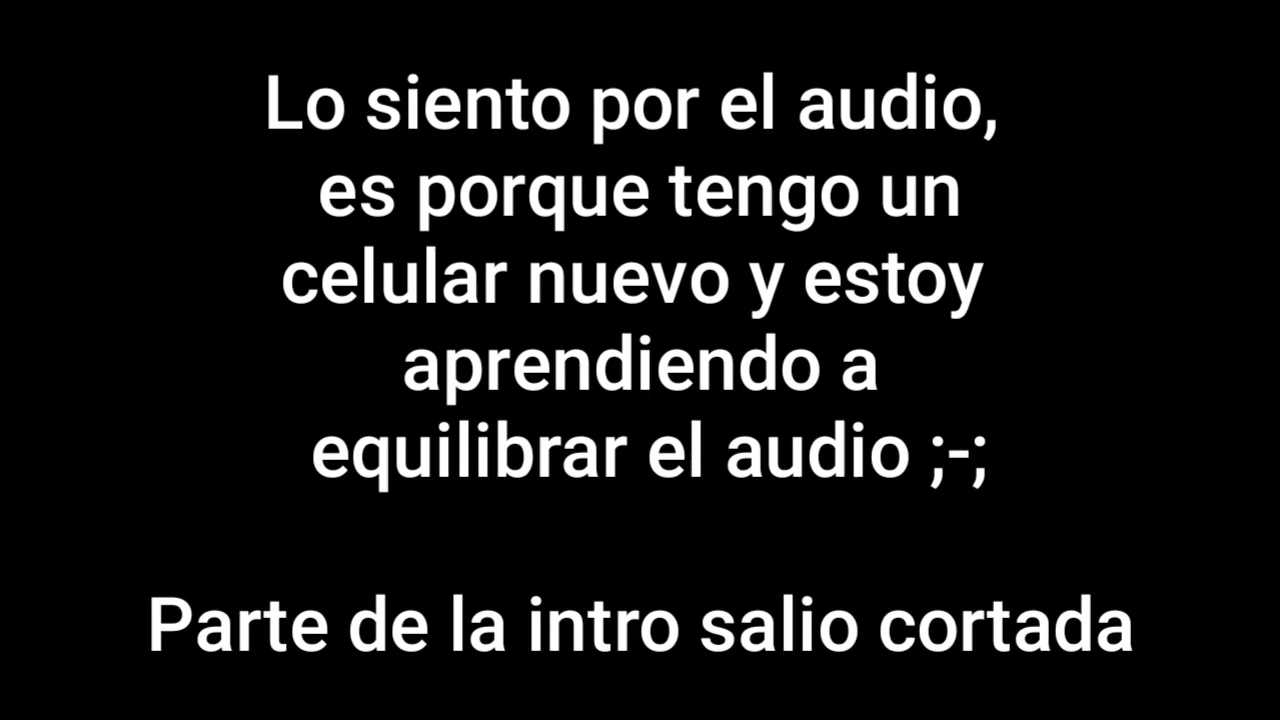 Lo siento por el audio,
es porque tengo un
celular nuevo y estoy
aprendiendo a
equilibrar el audio ;-;
Parte de la intro salio cortada